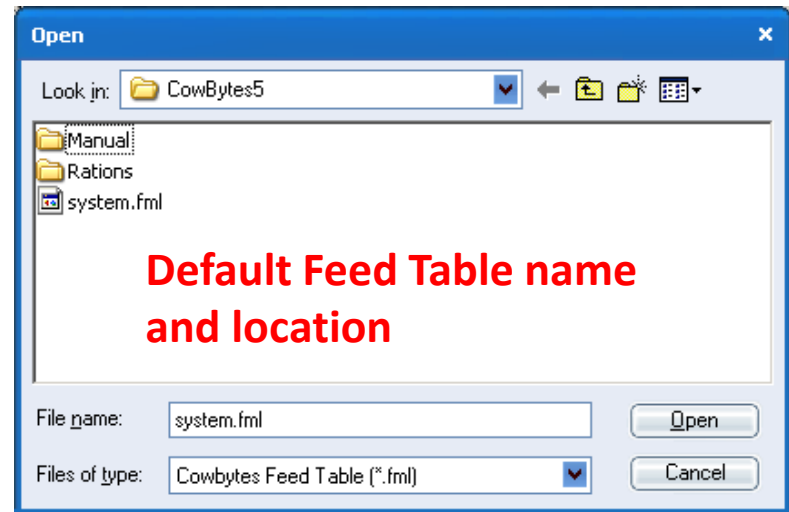 Open
Look in: CowBytes5
Manual
Rations
system.fml
Default Feed Table name
and location
File name: system.fml Open
Files of type: Cowbytes Feed Table (*.fml) Cancel